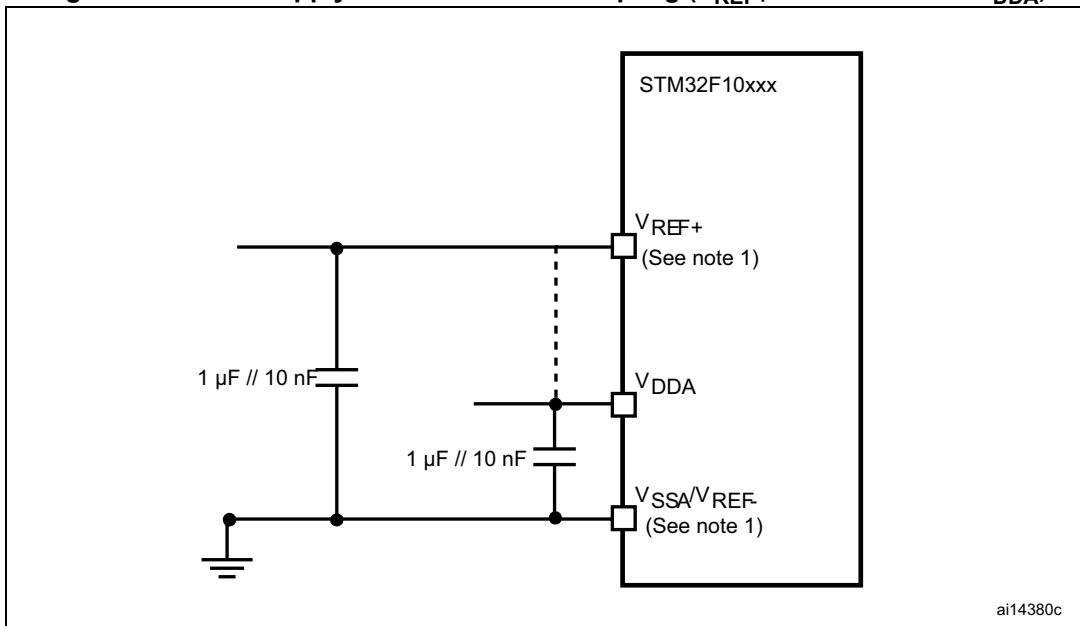 STM32F10xxx
VREF+
(See note 1)
1 µF // 10 nF
VDDA
1 µF // 10 nF
VSSA/VREF-
(See note 1)
ai14380c